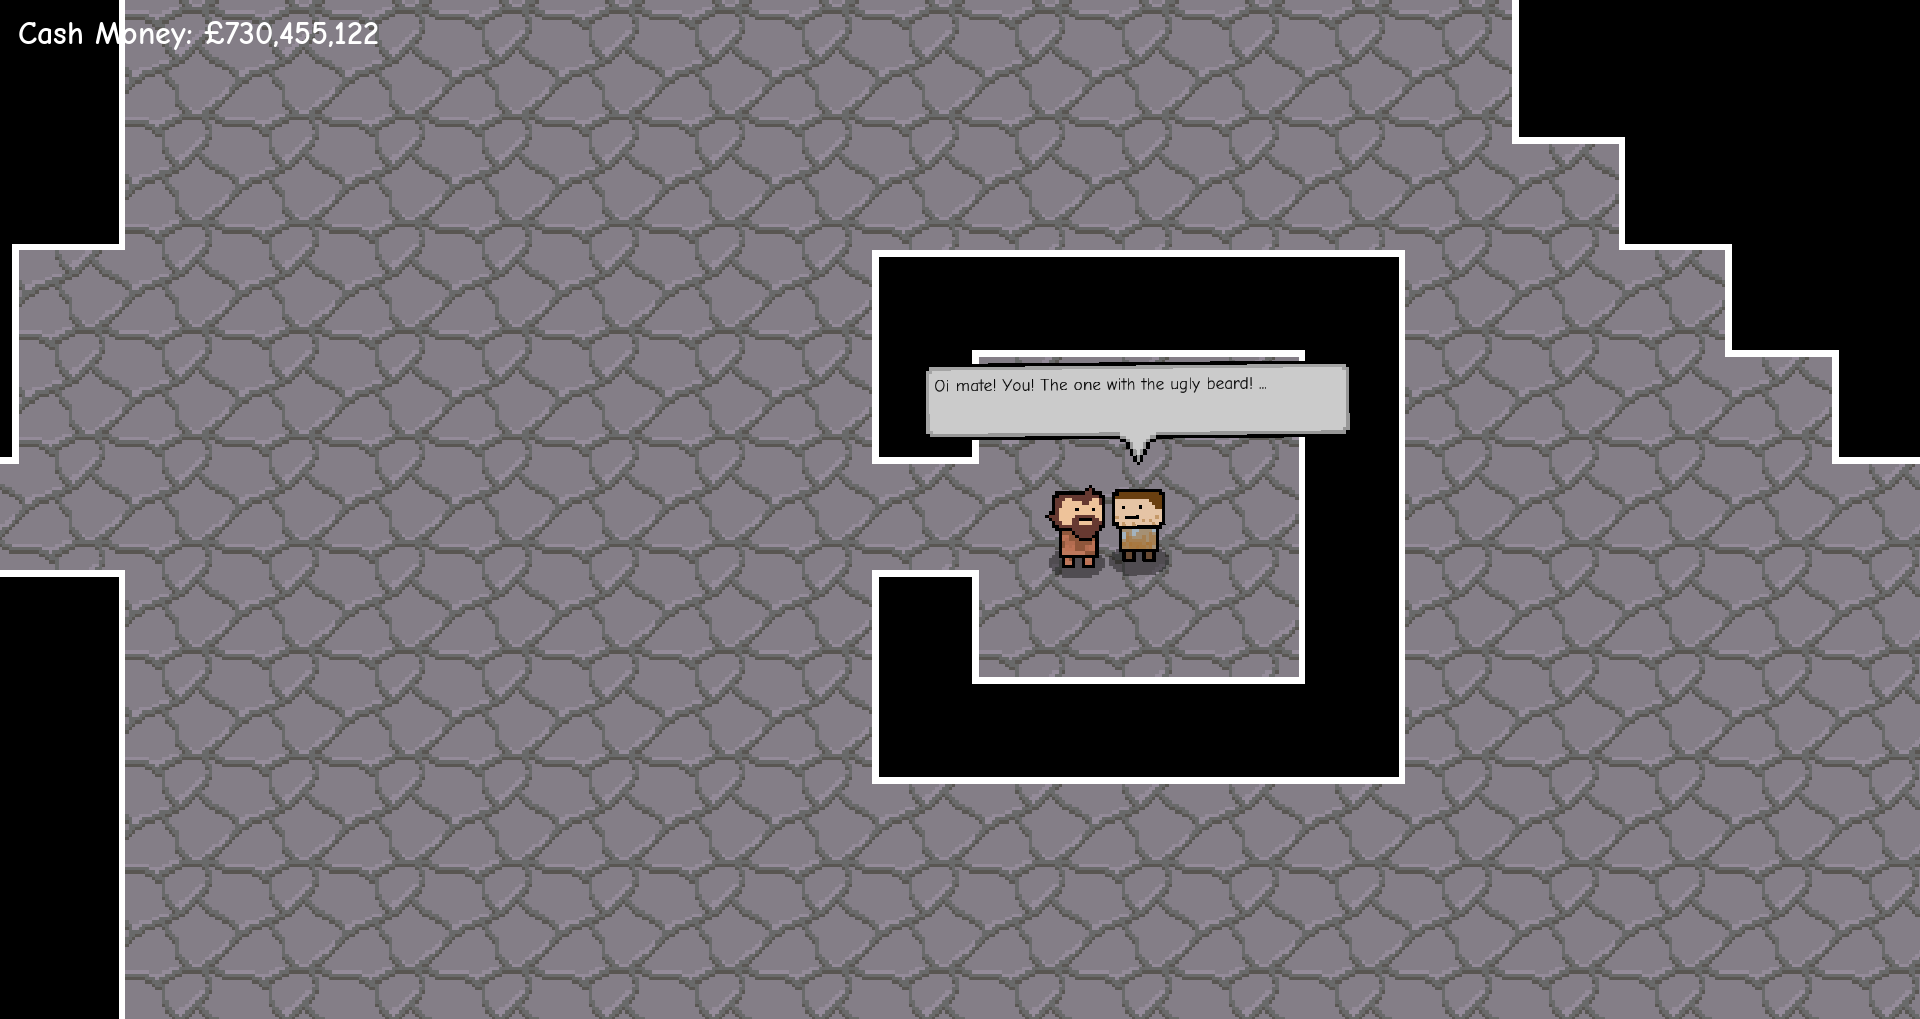 Cash Money: £730,455,122
Oi mate! You! The one with the ugly beard! ...